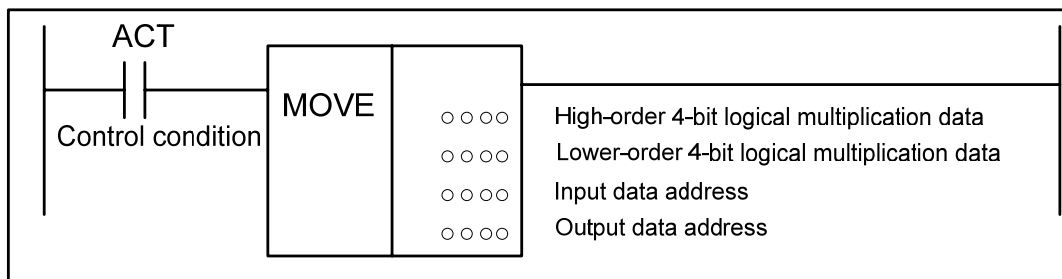 ACT
MOVE
Control condition
○○○○ High-order 4-bit logical multiplication data
○○○○ Lower-order 4-bit logical multiplication data
○○○○ Input data address
○○○○ Output data address